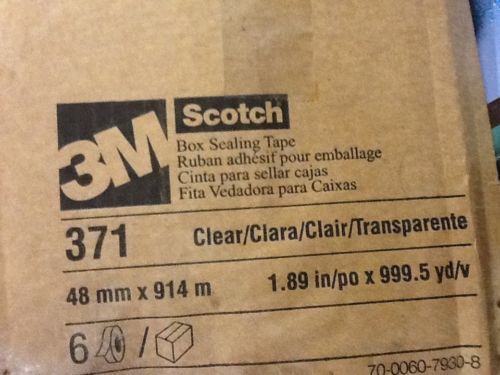 3M
Scotch
Box Sealing Tape
Ruban adhésif pour emballage
Cinta para sellar cajas
Fita Vedadora para Caixas
371 Clear/Clara/Clair/Transparente
48 mm x 914 m 1.89 in/po x 999.5 yd/v
6 /
70-0060-7930-8